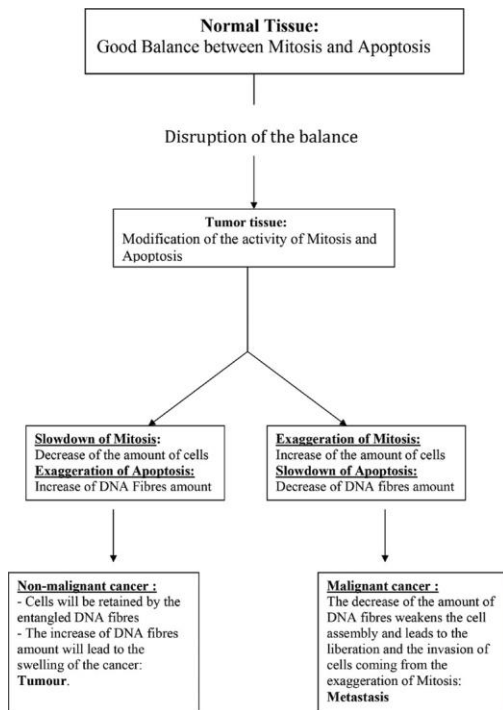 Normal Tissue:
Good Balance between Mitosis and Apoptosis
Disruption of the balance
Tumor tissue:
Modification of the activity of Mitosis and
Apoptosis
Slowdown of Mitosis:
Decrease of the amount of cells
Exaggeration of Apoptosis:
Increase of DNA Fibres amount
Exaggeration of Mitosis:
Increase of the amount of cells
Slowdown of Apoptosis:
Decrease of DNA fibres amount
Non-malignant cancer :
- Cells will be retained by the
entangled DNA fibres
- The increase of DNA fibres
amount will lead to the
swelling of the cancer:
Tumour.
Malignant cancer :
The decrease of the amount of
DNA fibres weakens the cell
assembly and leads to the
liberation and the invasion of
cells coming from the
exaggeration of Mitosis:
Metastasis